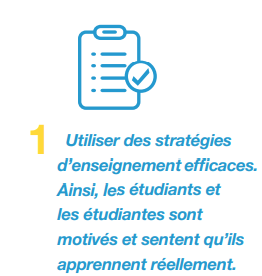 1 Utiliser des stratégies
d’enseignement efficaces.
Ainsi, les étudiants et
les étudiantes sont
motivés et sentent qu’ils
apprennent réellement.